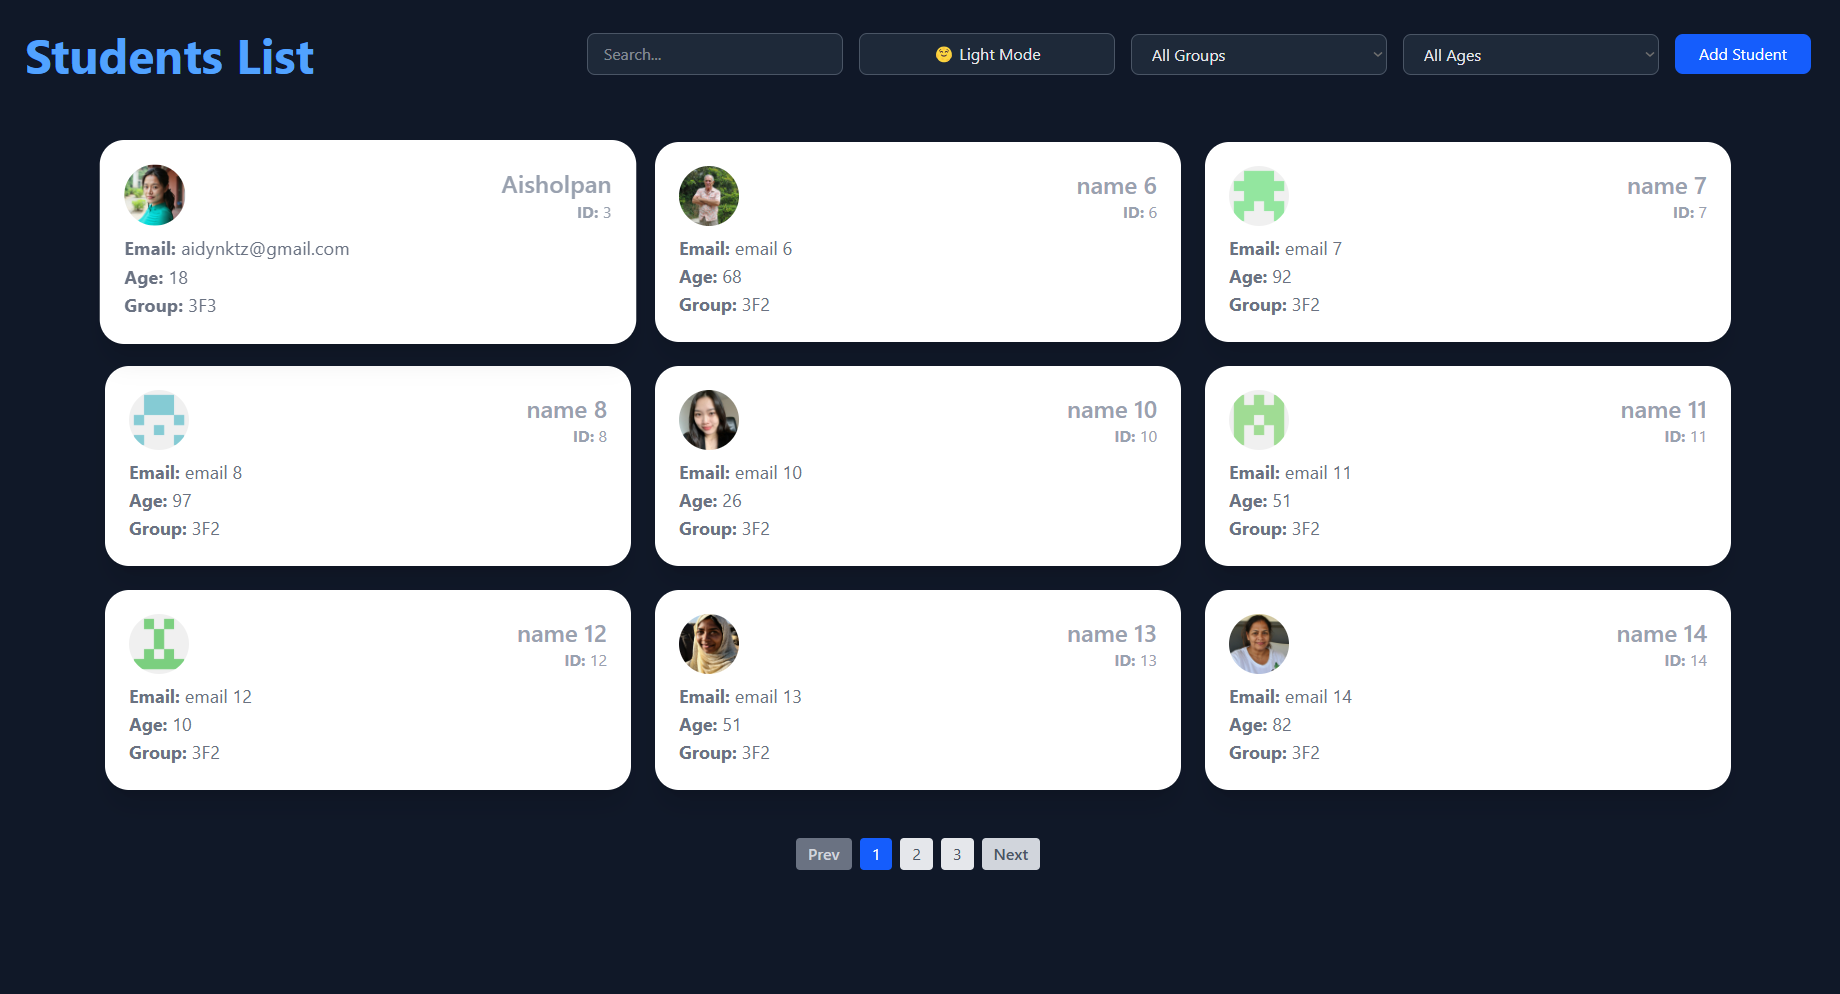 Students List
Search...
😊 Light Mode
All Groups
All Ages
Add Student
Aisholpan
ID: 3
Email: aidynktz@gmail.com
Age: 18
Group: 3F3
name 6
ID: 6
Email: email 6
Age: 68
Group: 3F2
name 7
ID: 7
Email: email 7
Age: 92
Group: 3F2
name 8
ID: 8
Email: email 8
Age: 97
Group: 3F2
name 10
ID: 10
Email: email 10
Age: 26
Group: 3F2
name 11
ID: 11
Email: email 11
Age: 51
Group: 3F2
name 12
ID: 12
Email: email 12
Age: 10
Group: 3F2
name 13
ID: 13
Email: email 13
Age: 51
Group: 3F2
name 14
ID: 14
Email: email 14
Age: 82
Group: 3F2
Prev 1 2 3 Next